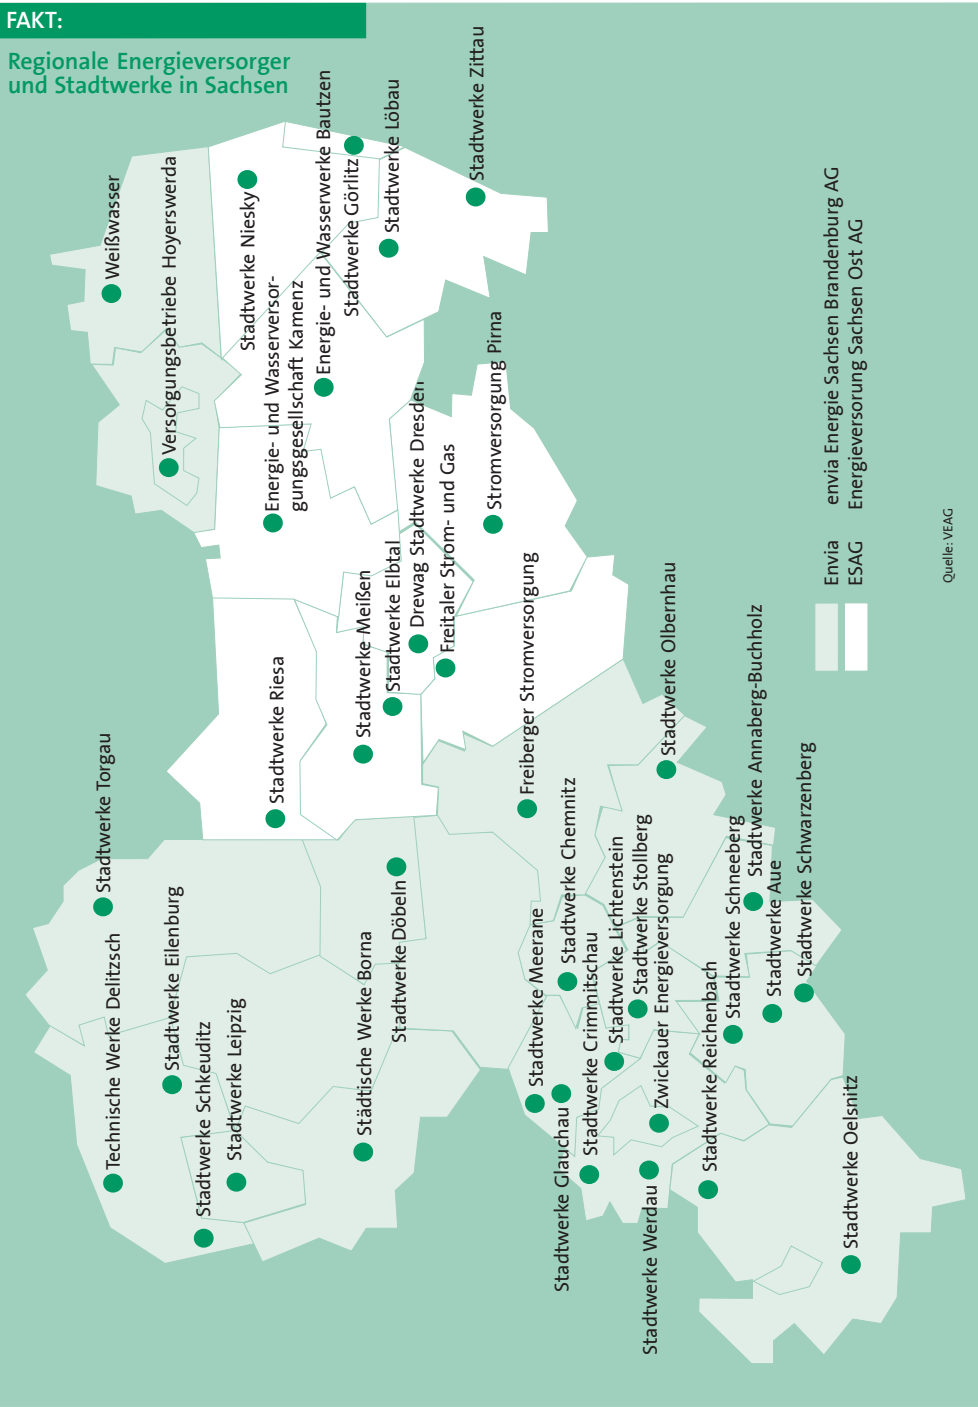 FAKT:
Regionale Energieversorger
und Stadtwerke in Sachsen
Weißwasser
Versorgungsbetriebe Hoyerswerda
Stadtwerke Niesky
Energie- und Wasserversor-
gungsgesellschaft Kamenz
Energie- und Wasserwerke Bautzen
Stadtwerke Görlitz
Stadtwerke Löbau
Stadtwerke Zittau
Stadtwerke Riesa
Stadtwerke Meißen
Stadtwerke Elbtal
Drewag Stadtwerke Dresden
Freitaler Strom- und Gas
Stromversorgung Pirna
Stadtwerke Torgau
Technische Werke Delitzsch
Stadtwerke Eilenburg
Stadtwerke Schkeuditz
Stadtwerke Leipzig
Städtische Werke Borna
Stadtwerke Döbeln
Freiberger Stromversorgung
Stadtwerke Olbernhau
Stadtwerke Meerane
Stadtwerke Glauchau
Stadtwerke Chemnitz
Stadtwerke Crimmitschau
Stadtwerke Lichtenstein
Stadtwerke Stollberg
Stadtwerke Werdau
Zwickauer Energieversorgung
Stadtwerke Reichenbach
Stadtwerke Schneeberg
Stadtwerke Annaberg-Buchholz
Stadtwerke Aue
Stadtwerke Schwarzenberg
Stadtwerke Oelsnitz
Envia envia Energie Sachsen Brandenburg AG
ESAG Energieversorung Sachsen Ost AG
Quelle: VEAG